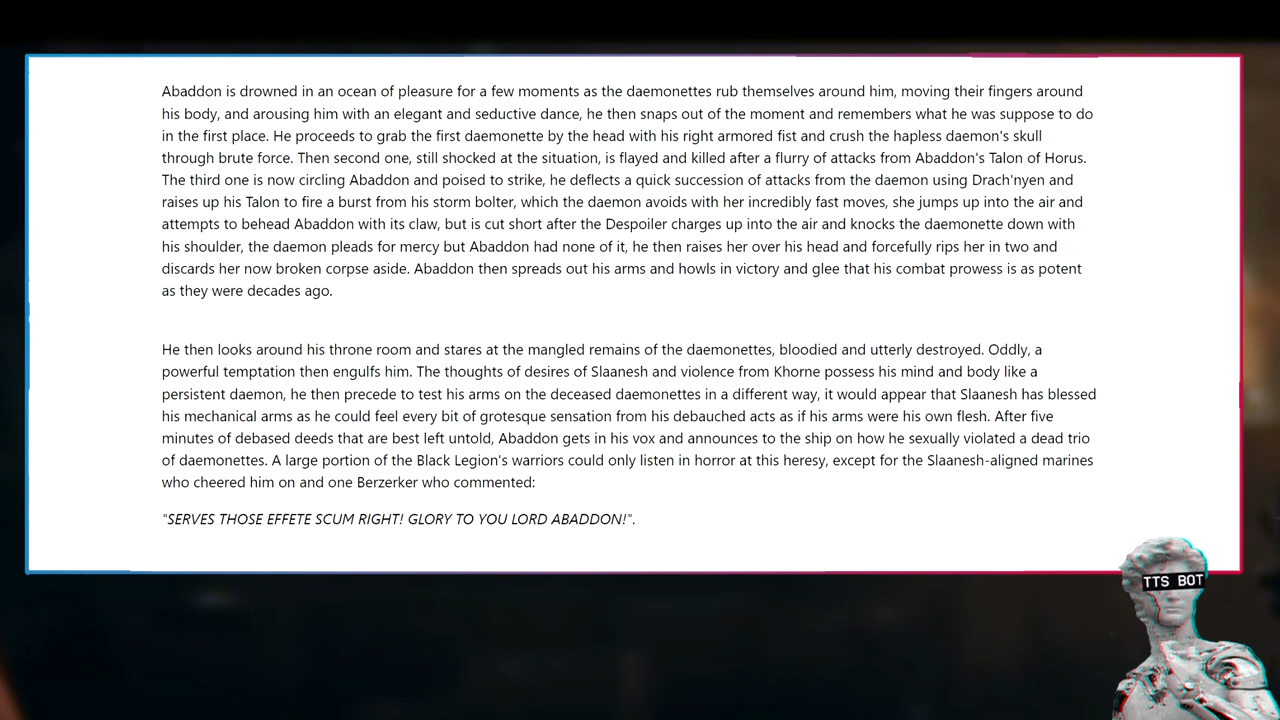 Abaddon is drowned in an ocean of pleasure for a few moments as the daemonettes rub themselves around him, moving their fingers around
his body, and arousing him with an elegant and seductive dance, he then snaps out of the moment and remembers what he was suppose to do
in the first place. He proceeds to grab the first daemonette by the head with his right armored fist and crush the hapless daemon's skull
through brute force. Then second one, still shocked at the situation, is flayed and killed after a flurry of attacks from Abaddon's Talon of Horus.
The third one is now circling Abaddon and poised to strike, he deflects a quick succession of attacks from the daemon using Drach'nyen and
raises up his Talon to fire a burst from his storm bolter, which the daemon avoids with her incredibly fast moves, she jumps up into the air and
attempts to behead Abaddon with its claw, but is cut short after the Despoiler charges up into the air and knocks the daemonette down with
his shoulder, the daemon pleads for mercy but Abaddon had none of it, he then raises her over his head and forcefully rips her in two and
discards her now broken corpse aside. Abaddon then spreads out his arms and howls in victory and glee that his combat prowess is as potent
as they were decades ago.
He then looks around his throne room and stares at the mangled remains of the daemonettes, bloodied and utterly destroyed. Oddly, a
powerful temptation then engulfs him. The thoughts of desires of Slaanesh and violence from Khorne possess his mind and body like a
persistent daemon, he then precede to test his arms on the deceased daemonettes in a different way, it would appear that Slaanesh has blessed
his mechanical arms as he could feel every bit of grotesque sensation from his debauched acts as if his arms were his own flesh. After five
minutes of debased deeds that are best left untold, Abaddon gets in his vox and announces to the ship on how he sexually violated a dead trio
of daemonettes. A large portion of the Black Legion's warriors could only listen in horror at this heresy, except for the Slaanesh-aligned marines
who cheered him on and one Berzerker who commented:
"SERVES THOSE EFFETE SCUM RIGHT! GLORY TO YOU LORD ABADDON!".
TTS BOT